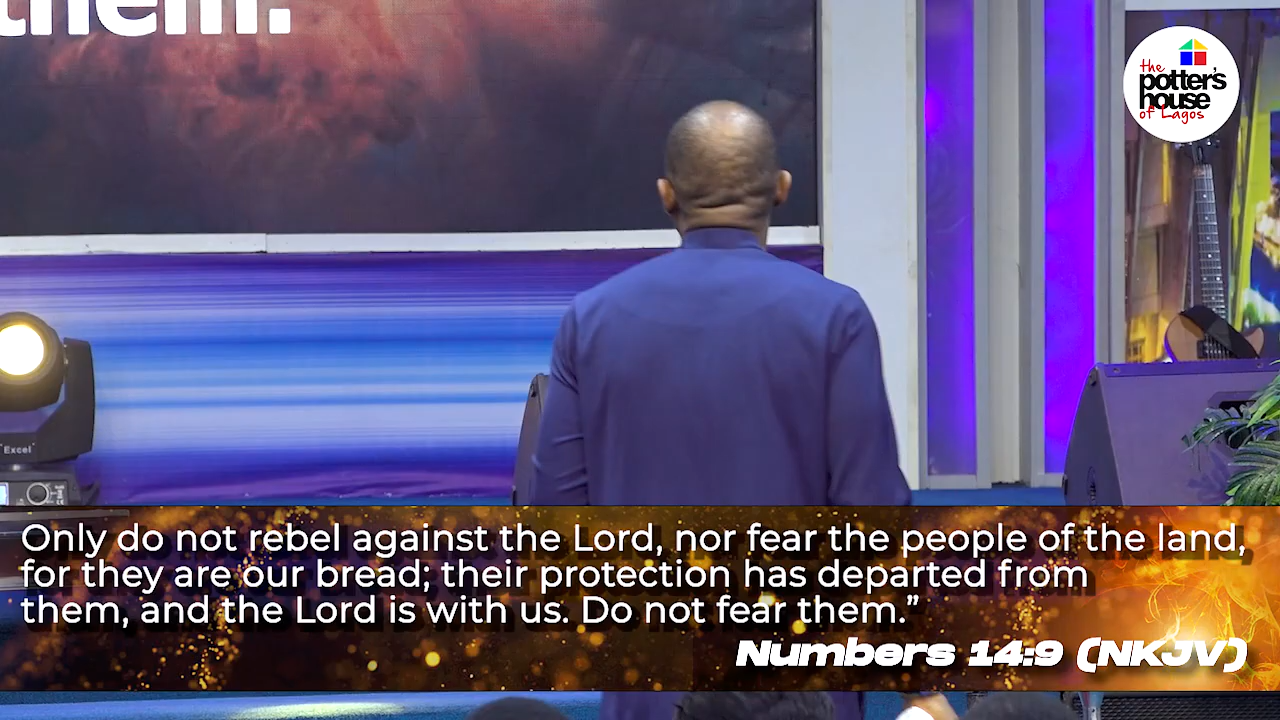 them.
the
potter's
house
of Lagos
"Excel"
Only do not rebel against the Lord, nor fear the people of the land,
for they are our bread; their protection has departed from
them, and the Lord is with us. Do not fear them.”
Numbers 14:9 (NKJV)